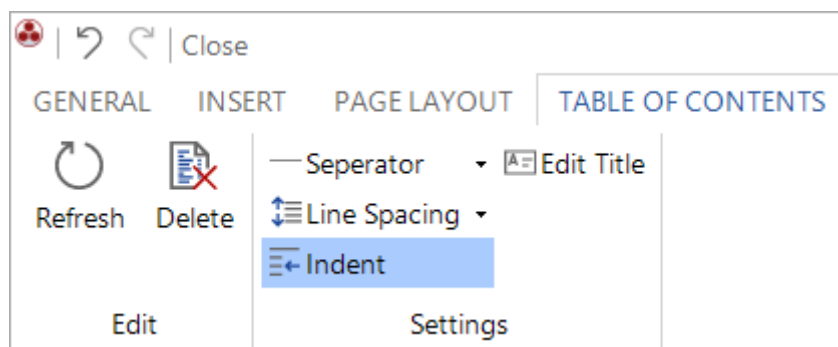 Close
GENERAL INSERT PAGE LAYOUT TABLE OF CONTENTS
Seperator Edit Title
Refresh Delete Line Spacing
Indent
Edit Settings